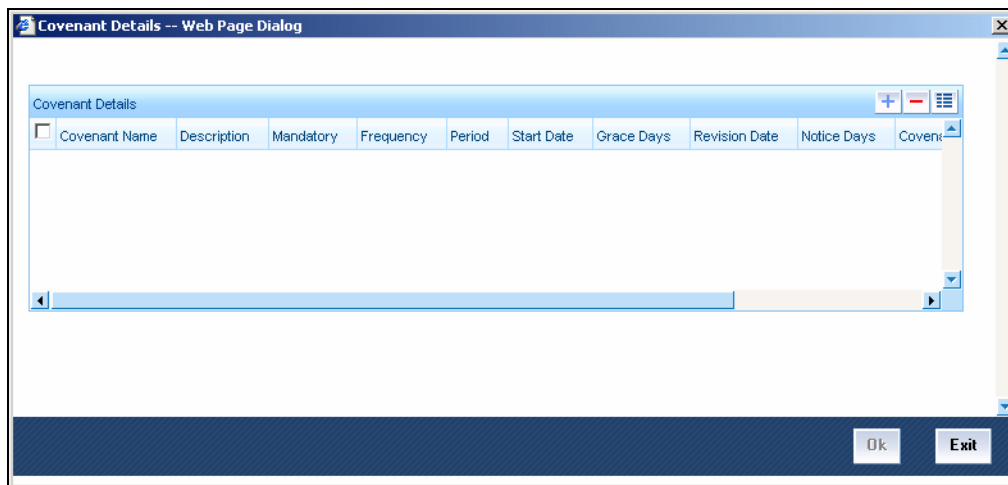 Covenant Details -- Web Page Dialog
Covenant Details
Covenant Name Description Mandatory Frequency Period Start Date Grace Days Revision Date Notice Days
Ok Exit